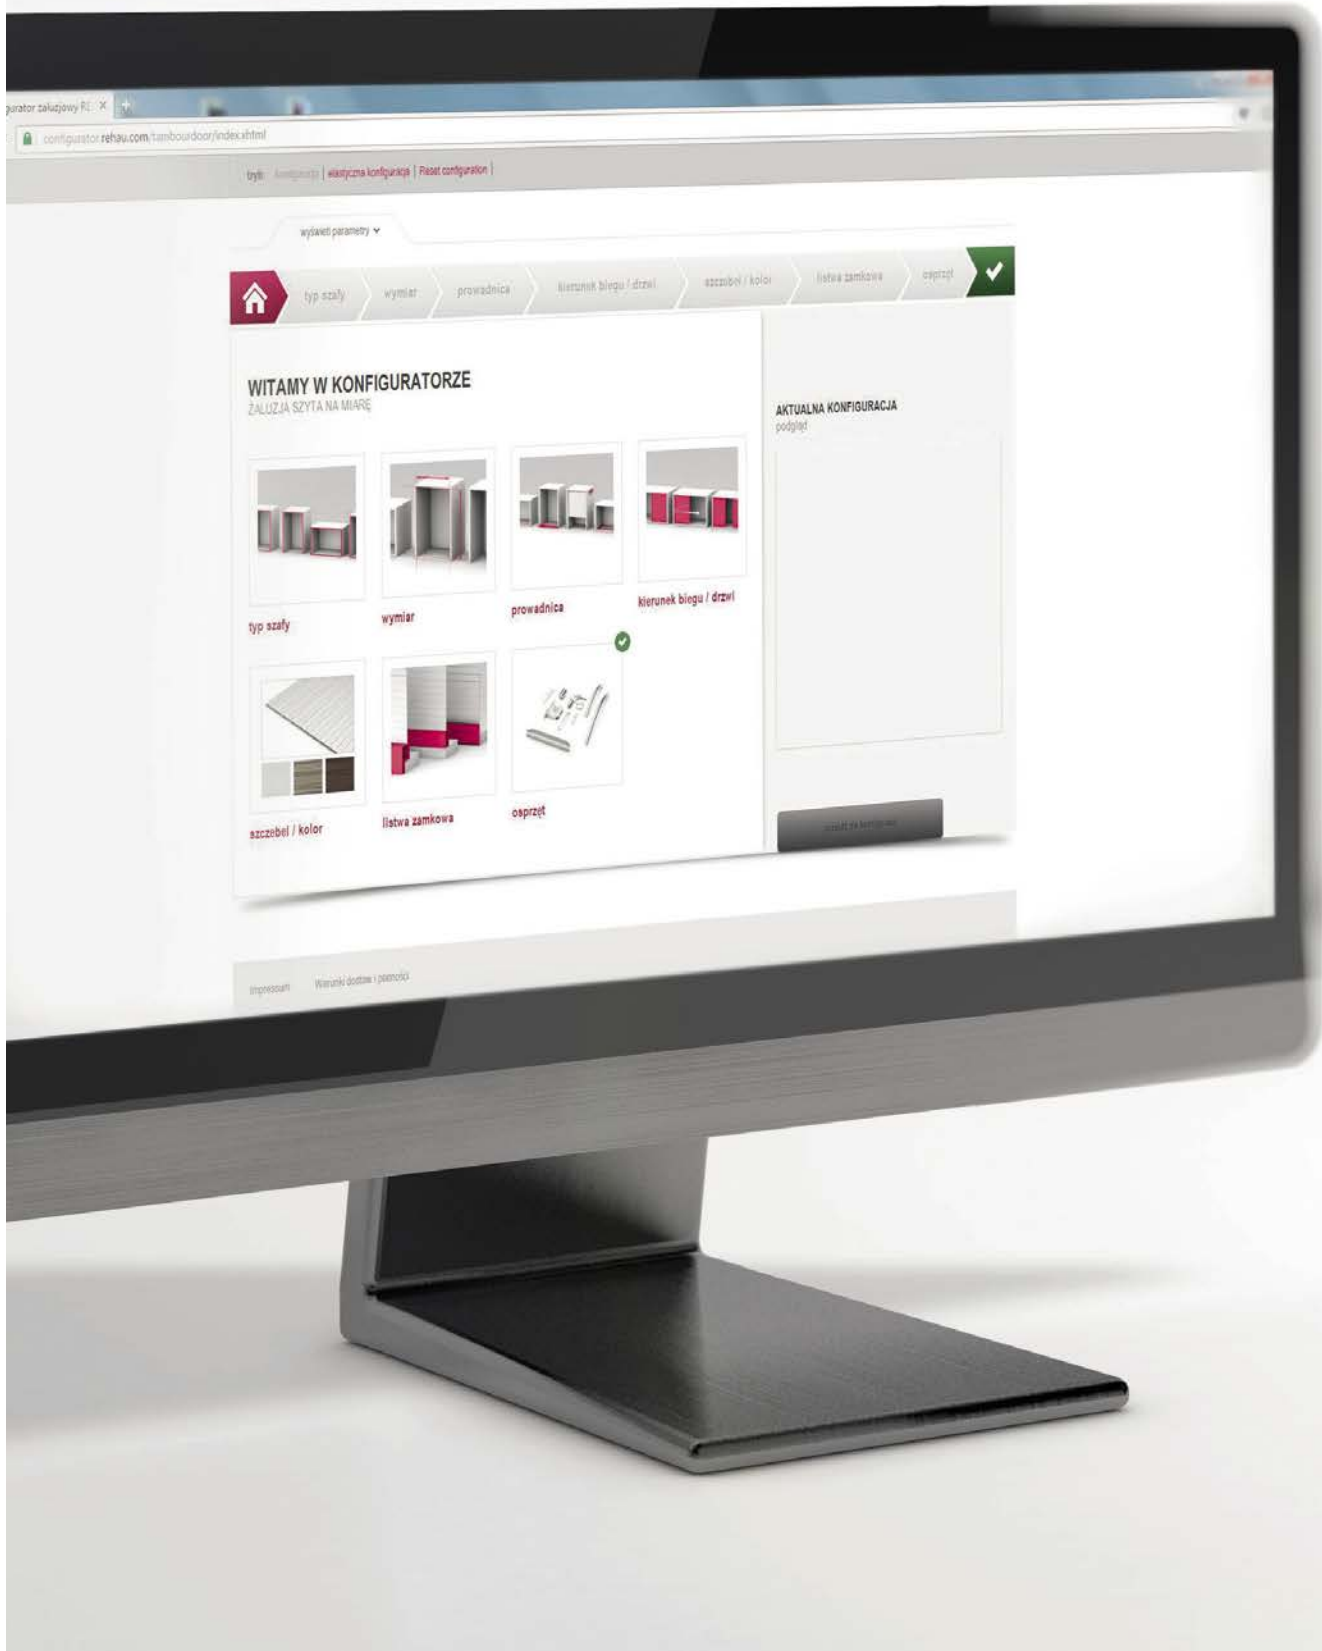 gurator żaluzjowy RE
configurator.rehau.com/tambourdoor/index.xhtml
tryb: konfiguracja | elastyczna konfiguracja | Reset configuration |
wyświetl parametry
typ szafy
wymiar
prowadnica
kierunek biegu / drzwi
szczebel / kolor
listwa zamkowa
osprzęt
WITAMY W KONFIGURATORZE
ŻALUZJA SZYTA NA MIARĘ
AKTUALNA KONFIGURACJA
podgląd
typ szafy
wymiar
prowadnica
kierunek biegu / drzwi
szczebel / kolor
listwa zamkowa
osprzęt
Impressum
Warunki dostaw i płatności